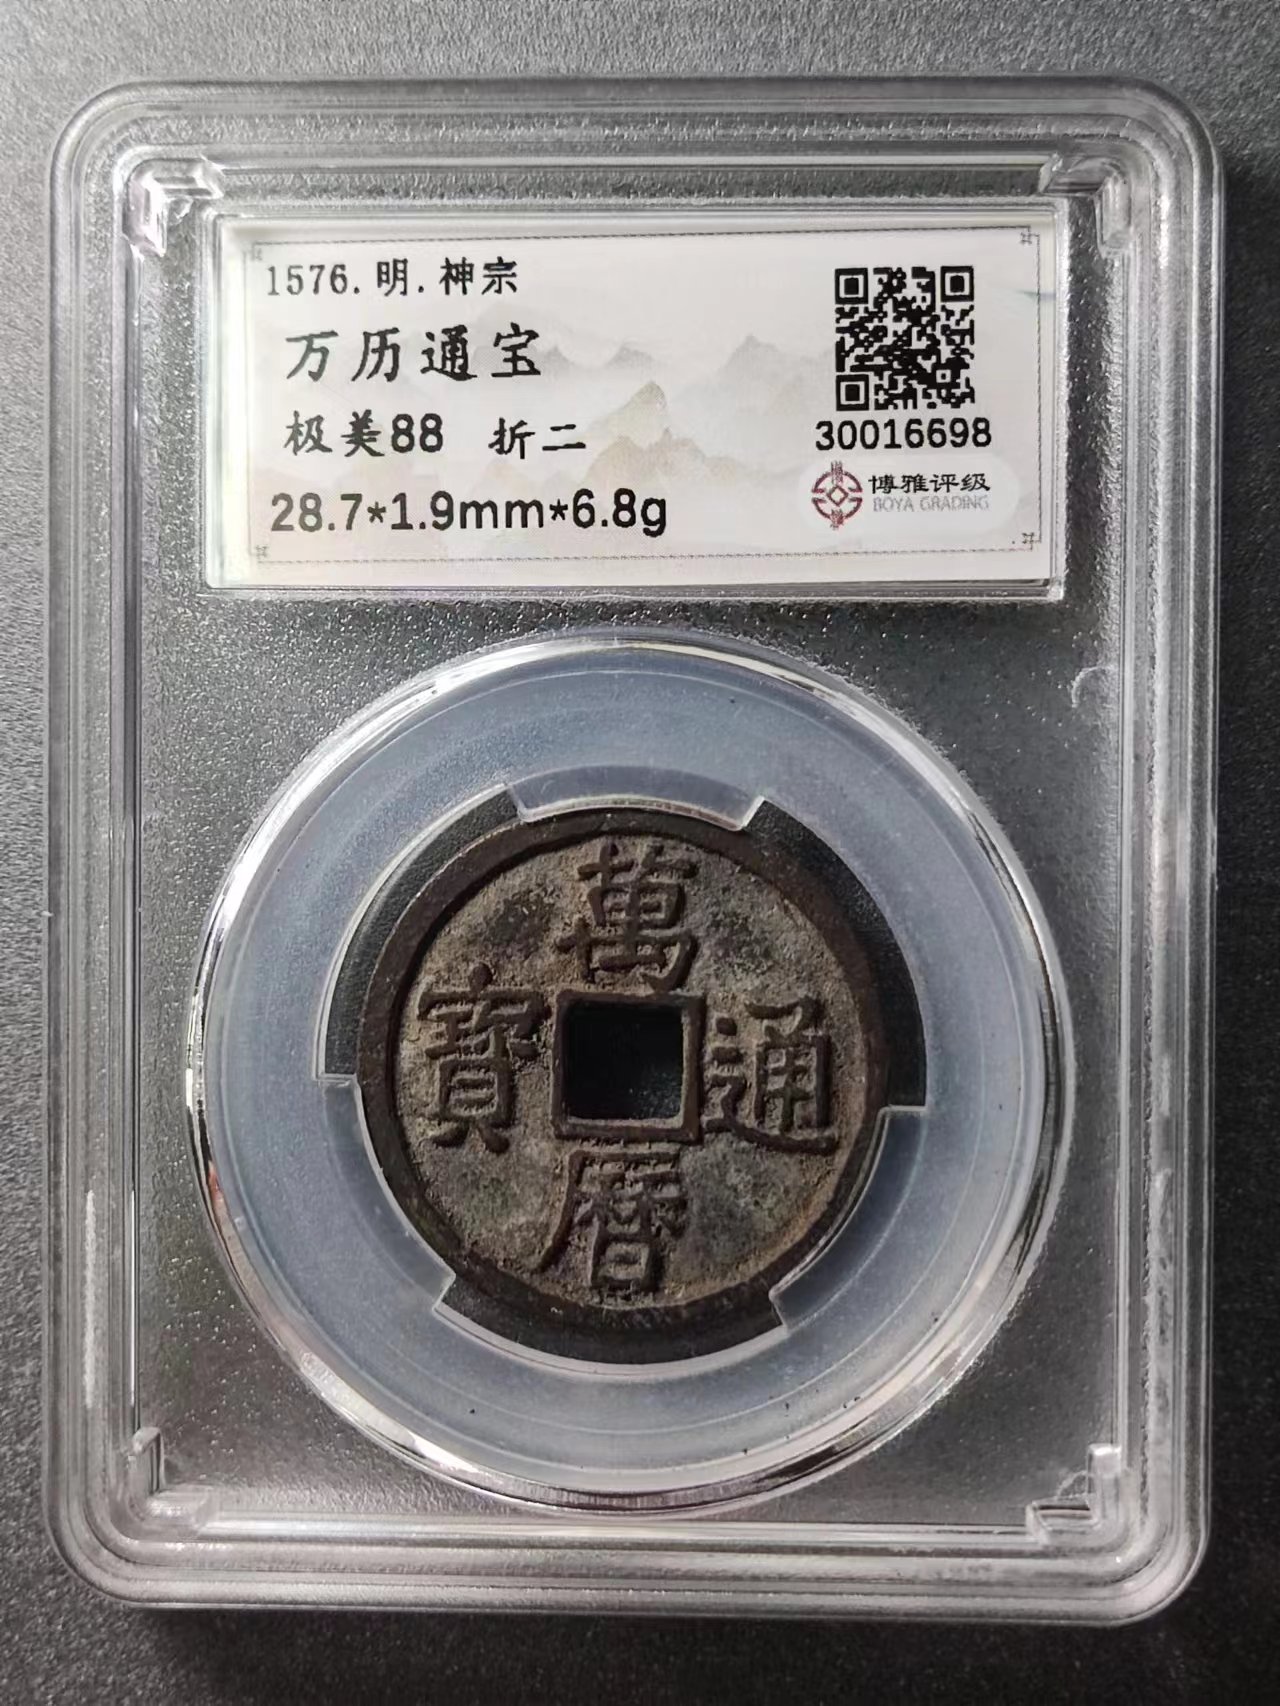 1576.明.神宗
万历通宝
极美88 折二
28.7*1.9mm*6.8g
30016698
博雅评级
BOYA GRADING
萬
寶 通
曆